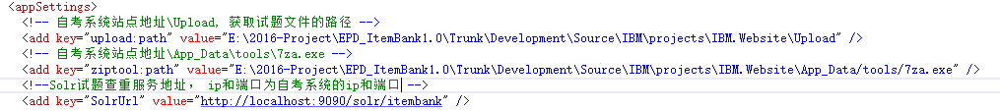 <appSettings>
<!-- 自考系统站点地址\Upload, 获取试题文件的路径 -->
<add key="upload:path" value="E:\2016-Project\EPD_ItemBank1.0\Trunk\Development\Source\IBM\projects\IBM.Website\Upload" />
<!-- 自考系统站点地址\App_Data\tools\7za.exe -->
<add key="ziptool:path" value="E:\2016-Project\EPD_ItemBank1.0\Trunk\Development\Source\IBM\projects\IBM.Website\App_Data/tools/7za.exe" />
<!--Solr试题查重服务地址， ip和端口为自考系统的ip和端口 -->
<add key="SolrUrl" value="http://localhost:9090/solr/itembank" />